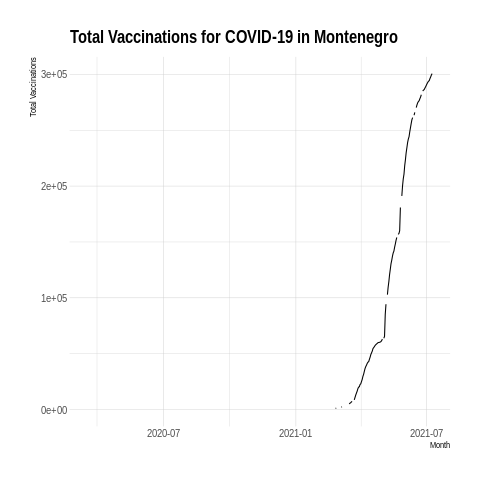 Total Vaccinations for COVID-19 in Montenegro
Total Vaccinations
3e+05
2e+05
1e+05
0e+00
2020-07 2021-01 2021-07
Month